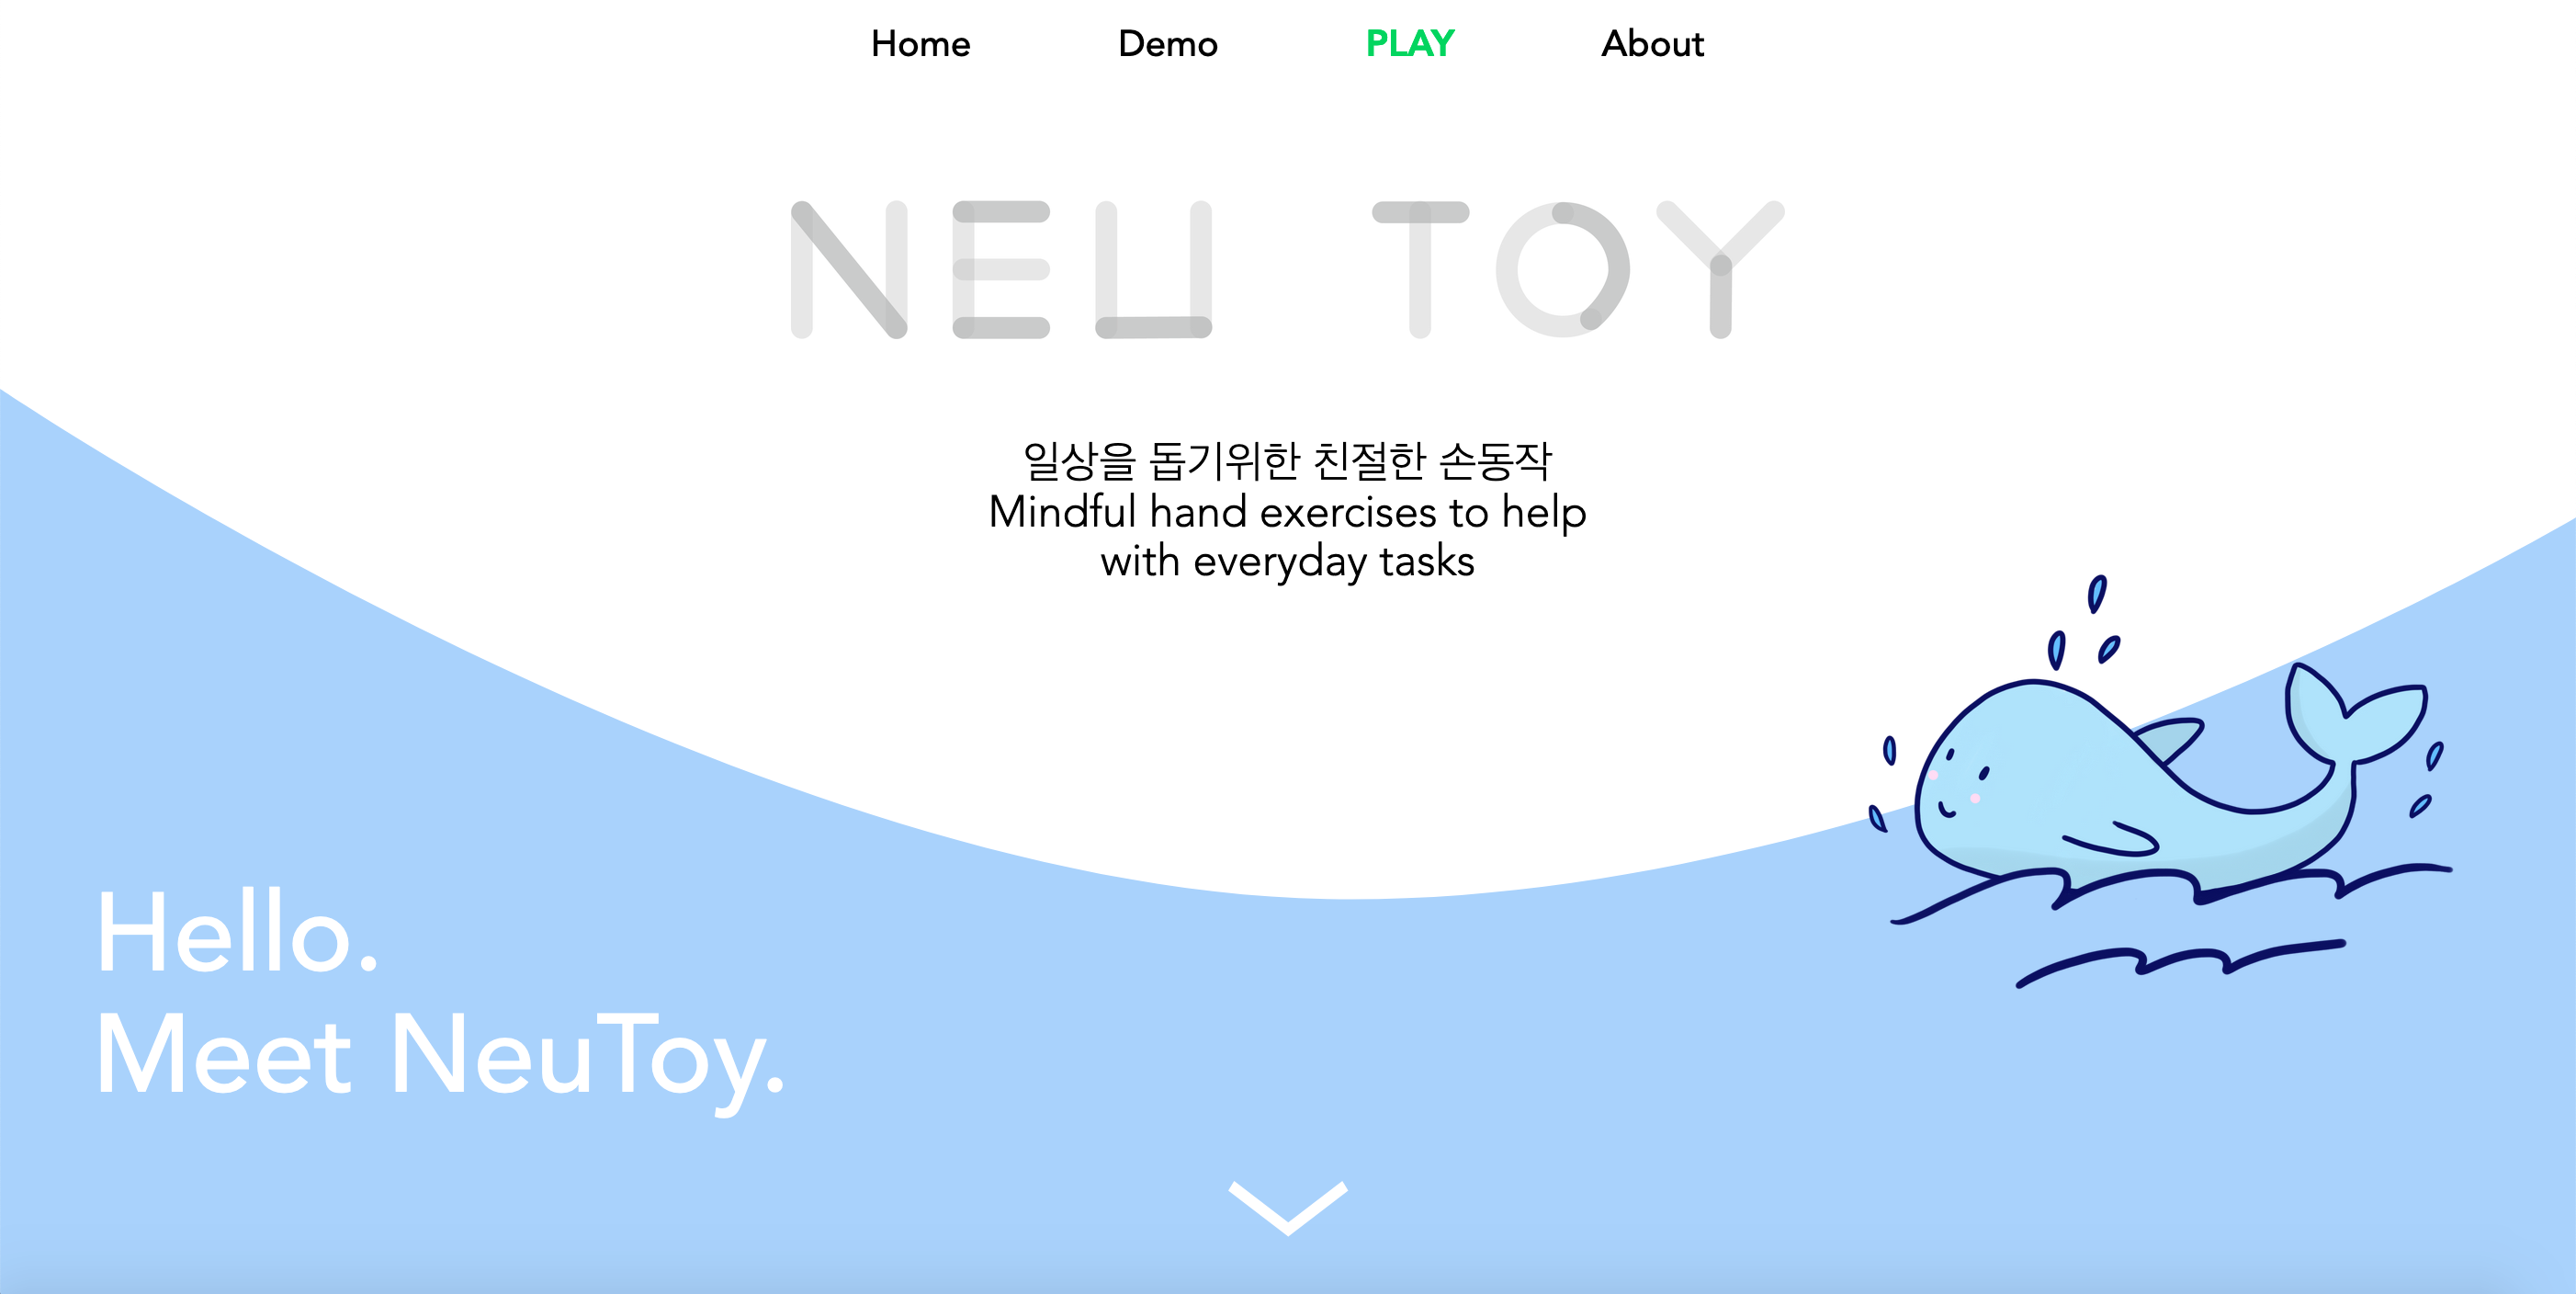 Home Demo PLAY About
NEU TOY
일상을 돕기위한 친절한 손동작
Mindful hand exercises to help
with everyday tasks
Hello.
Meet NeuToy.